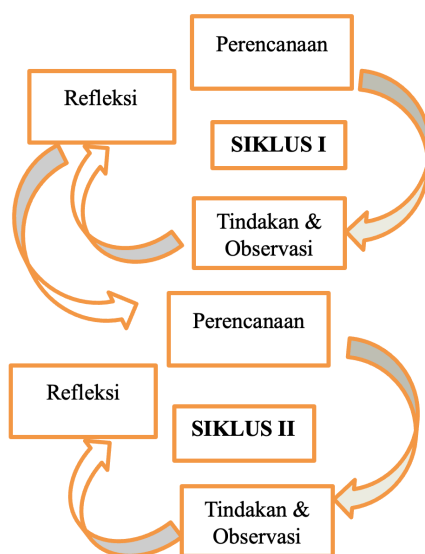 Perencanaan
Refleksi
SIKLUS I
Tindakan &
Observasi
Perencanaan
Refleksi
SIKLUS II
Tindakan &
Observasi